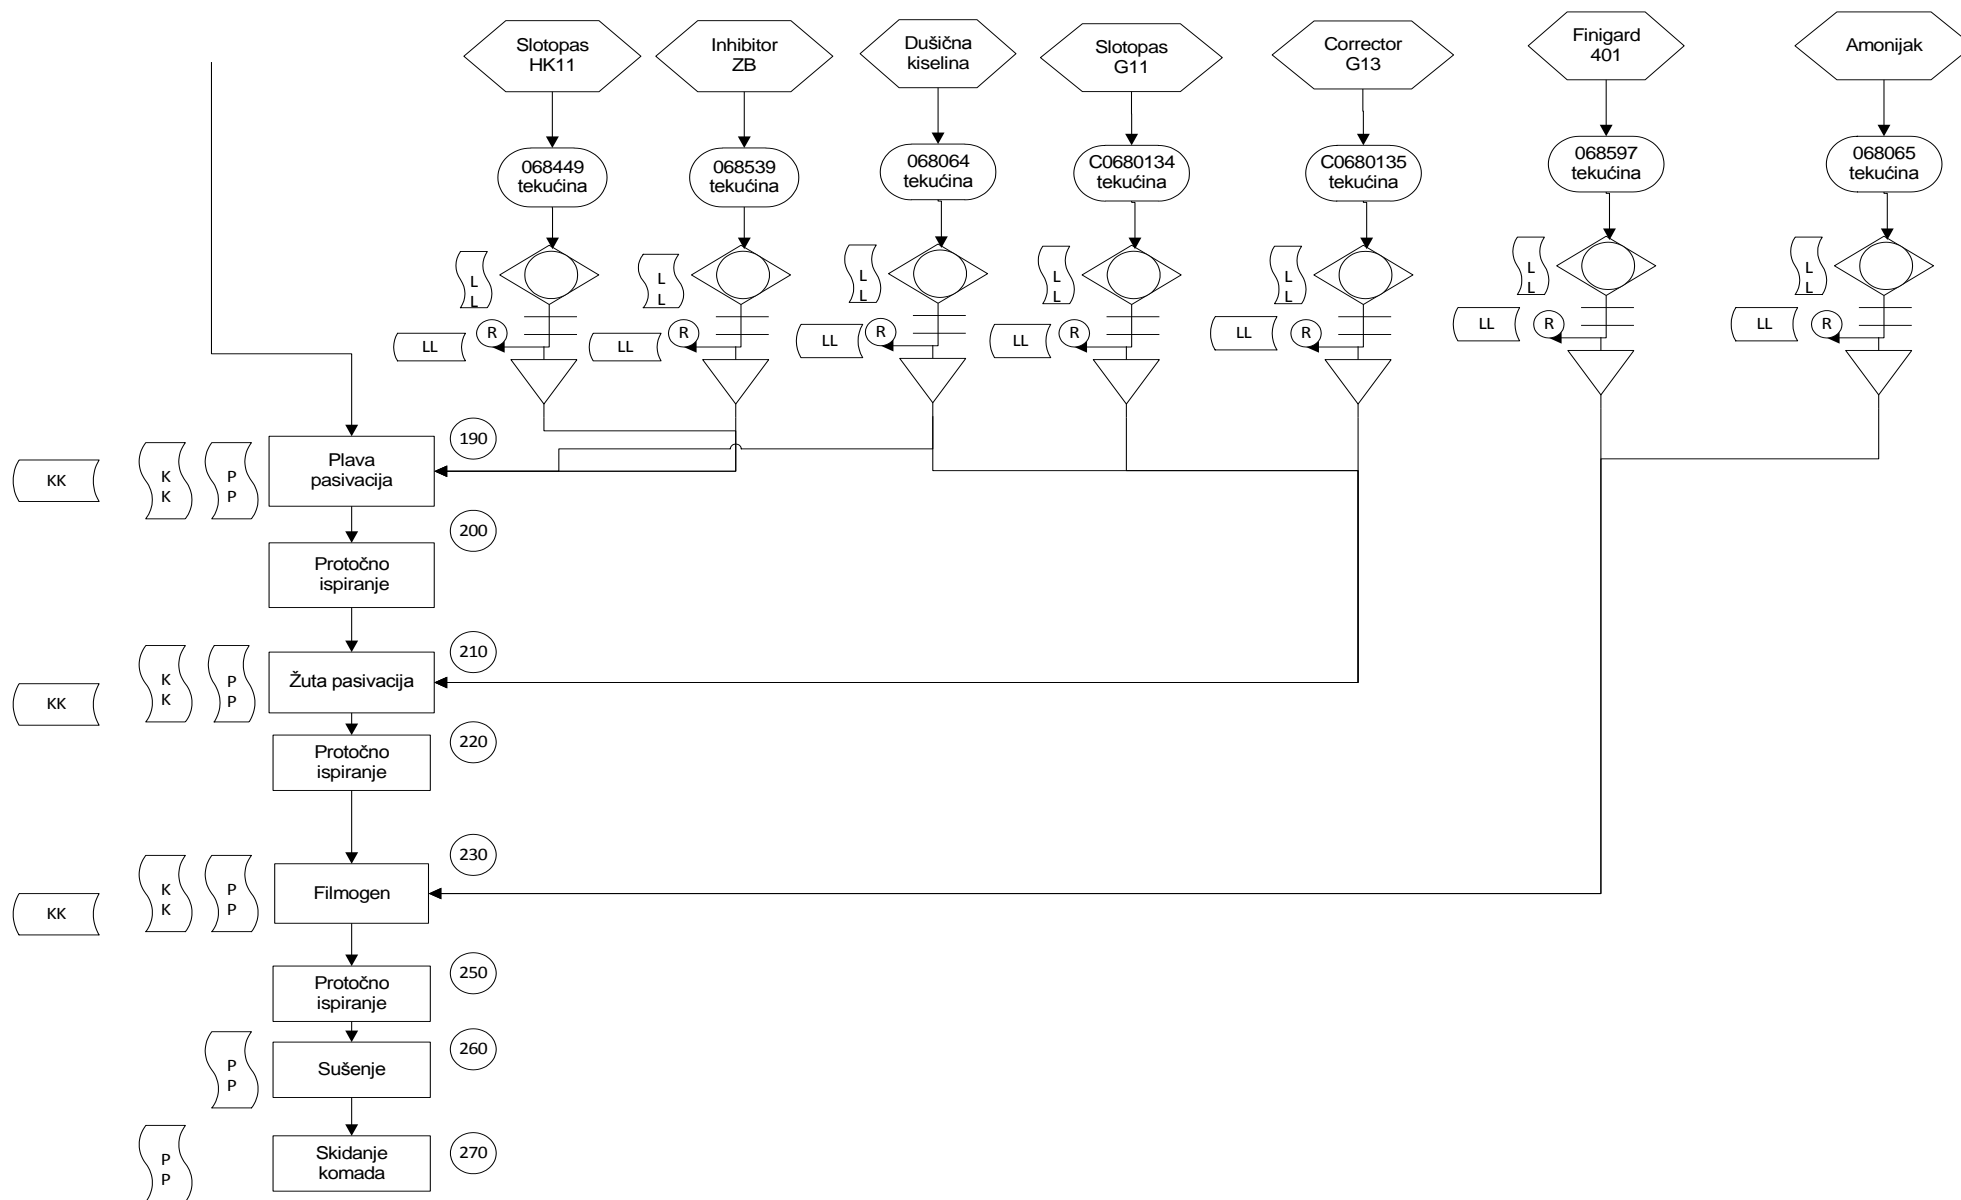 Slotopas
HK11
Inhibitor
ZB
Dušična
kiselina
Slotopas
G11
Corrector
G13
Finigard
401
Amonijak
068449
tekućina
068539
tekućina
068064
tekućina
C0680134
tekućina
C0680135
tekućina
068597
tekućina
068065
tekućina
L
L
L
L
L
L
L
L
L
L
L
L
L
L
LL
R
LL
R
LL
R
LL
R
LL
R
LL
R
LL
R
KK
K
K
P
P
Plava
pasivacija
190
Protočno
ispiranje
200
KK
K
K
P
P
Žuta pasivacija
210
Protočno
ispiranje
220
KK
K
K
P
P
Filmogen
230
Protočno
ispiranje
250
P
P
Sušenje
260
P
P
Skidanje
komada
270